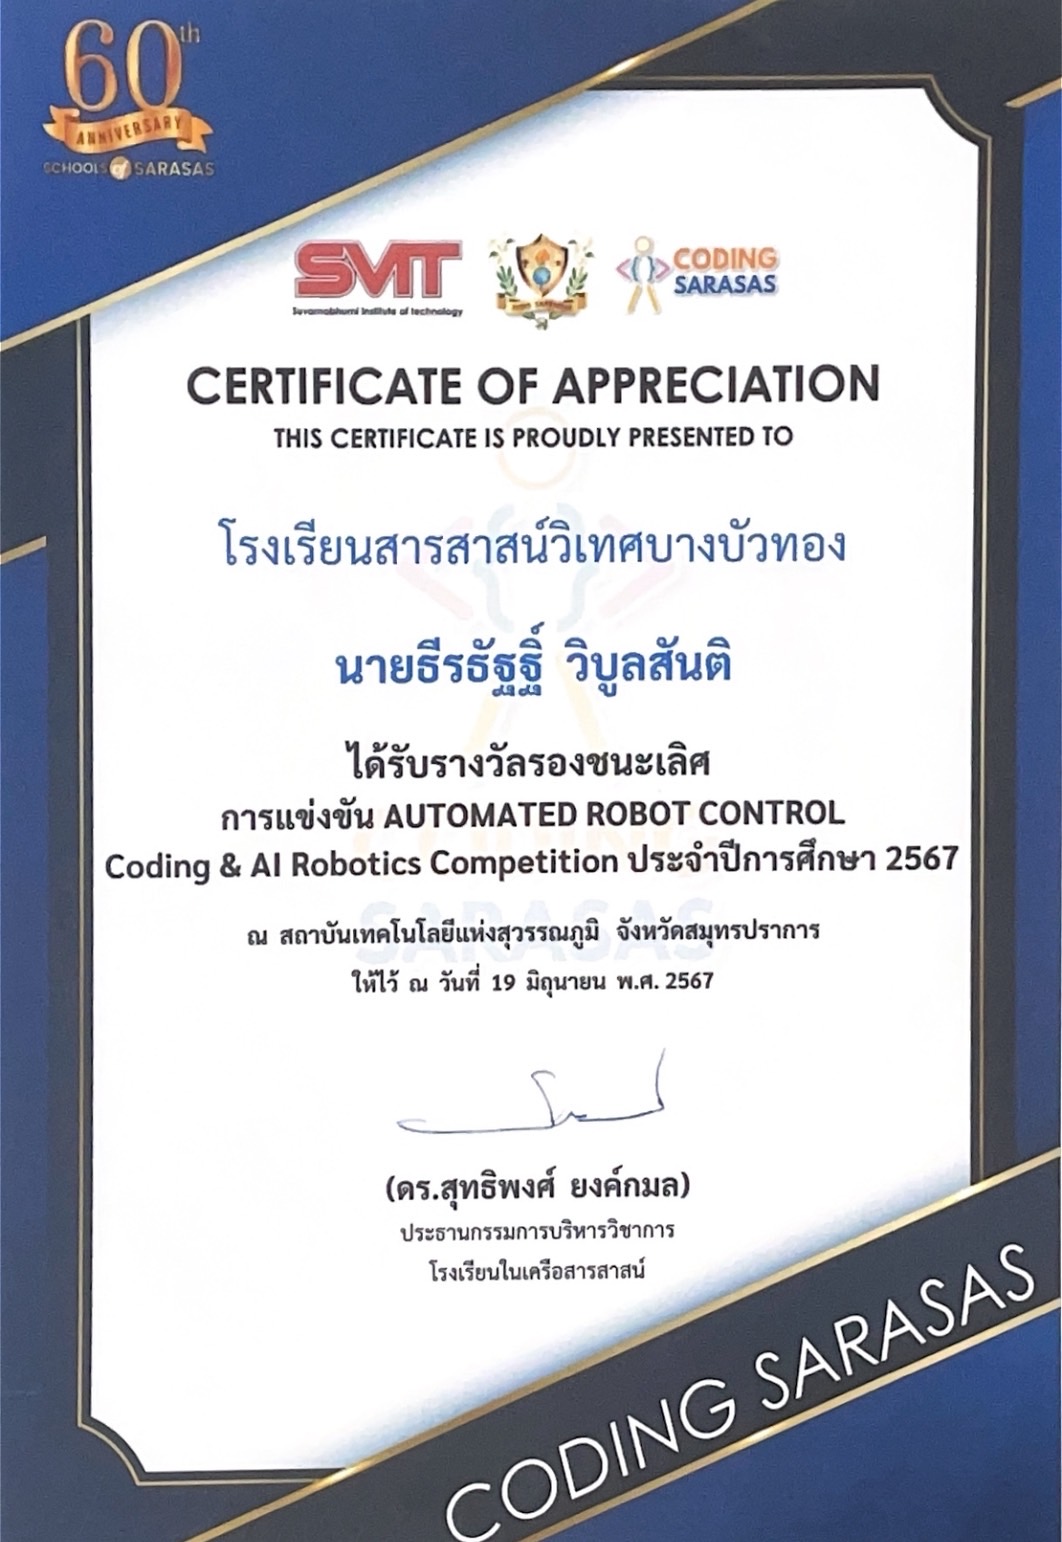 60th
ANNIVERSARY
SCHOOLS of SARASAS
SMT
Suvarnabhumi Institute of technology
CODING
SARASAS
CERTIFICATE OF APPRECIATION
THIS CERTIFICATE IS PROUDLY PRESENTED TO
โรงเรียนสารสาสน์วิเทศบางบัวทอง
นายธีรธัฐฐิ์ วิบูลสันติ
ได้รับรางวัลรองชนะเลิศ
การแข่งขัน AUTOMATED ROBOT CONTROL
Coding & AI Robotics Competition ประจำปีการศึกษา 2567
ณ สถาบันเทคโนโลยีแห่งสุวรรณภูมิ จังหวัดสมุทรปราการ
ให้ไว้ ณ วันที่ 19 มิถุนายน พ.ศ. 2567
(ดร.สุทธิพงศ์ ยงค์กมล)
ประธานกรรมการบริหารวิชาการ
โรงเรียนในเครือสารสาสน์
CODING SARASAS